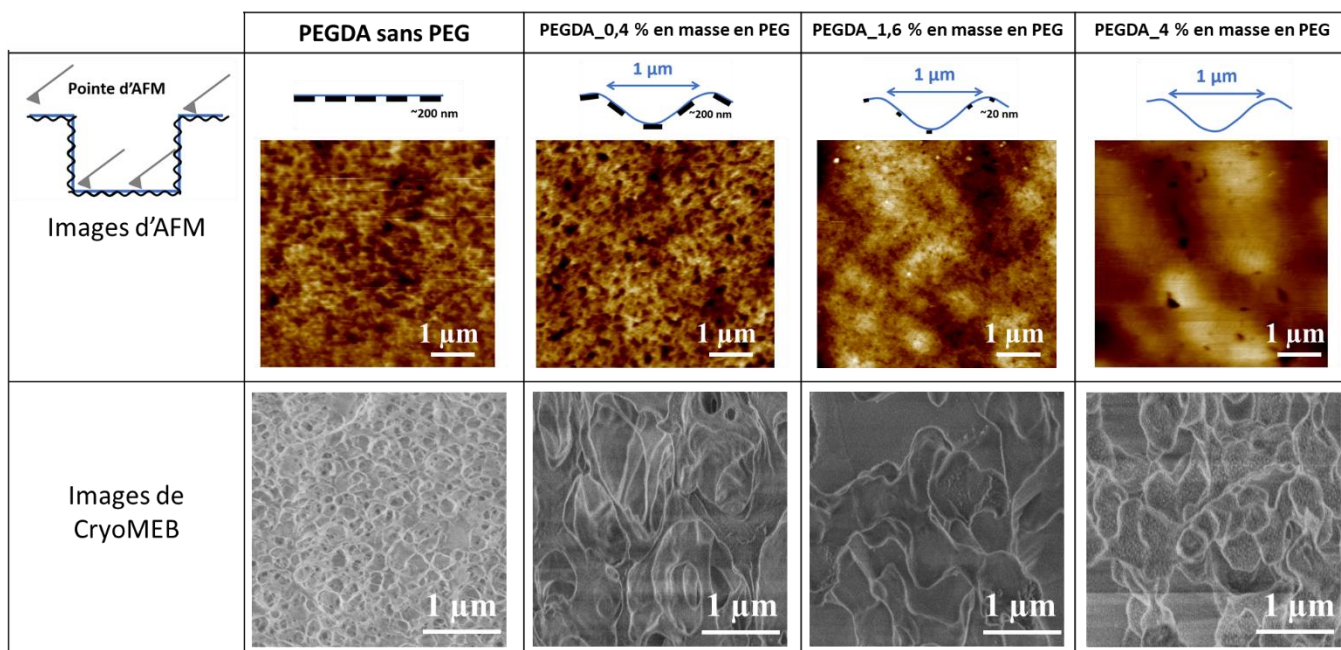 PEGDA sans PEG
PEGDA_0,4 % en masse en PEG
PEGDA_1,6 % en masse en PEG
PEGDA_4 % en masse en PEG
Pointe d'AFM
Images d'AFM
~200 nm
1 µm
~200 nm
1 µm
~20 nm
1 µm
1 µm
1 µm
1 µm
1 µm
Images de
CryoMEB
1 µm
1 µm
1 µm
1 µm